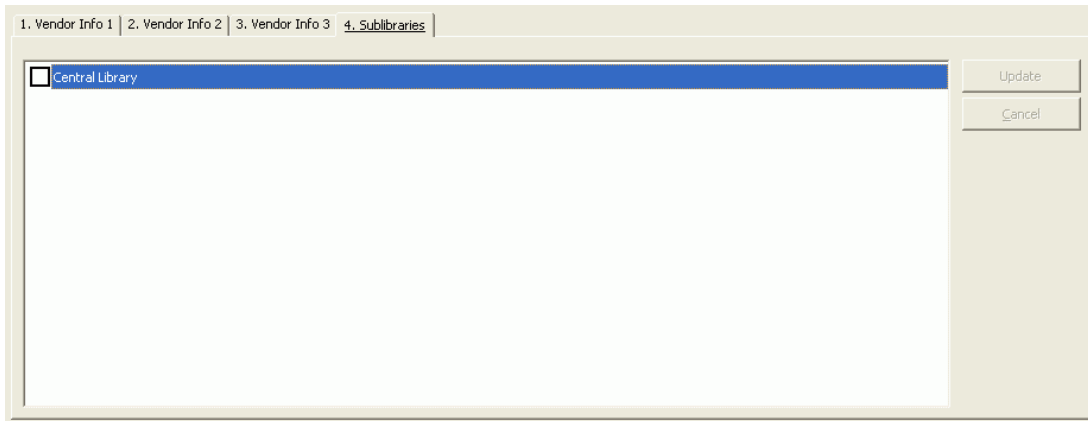 1. Vendor Info 1 2. Vendor Info 2 3. Vendor Info 3 4. Sublibraries
Central Library
Update
Cancel